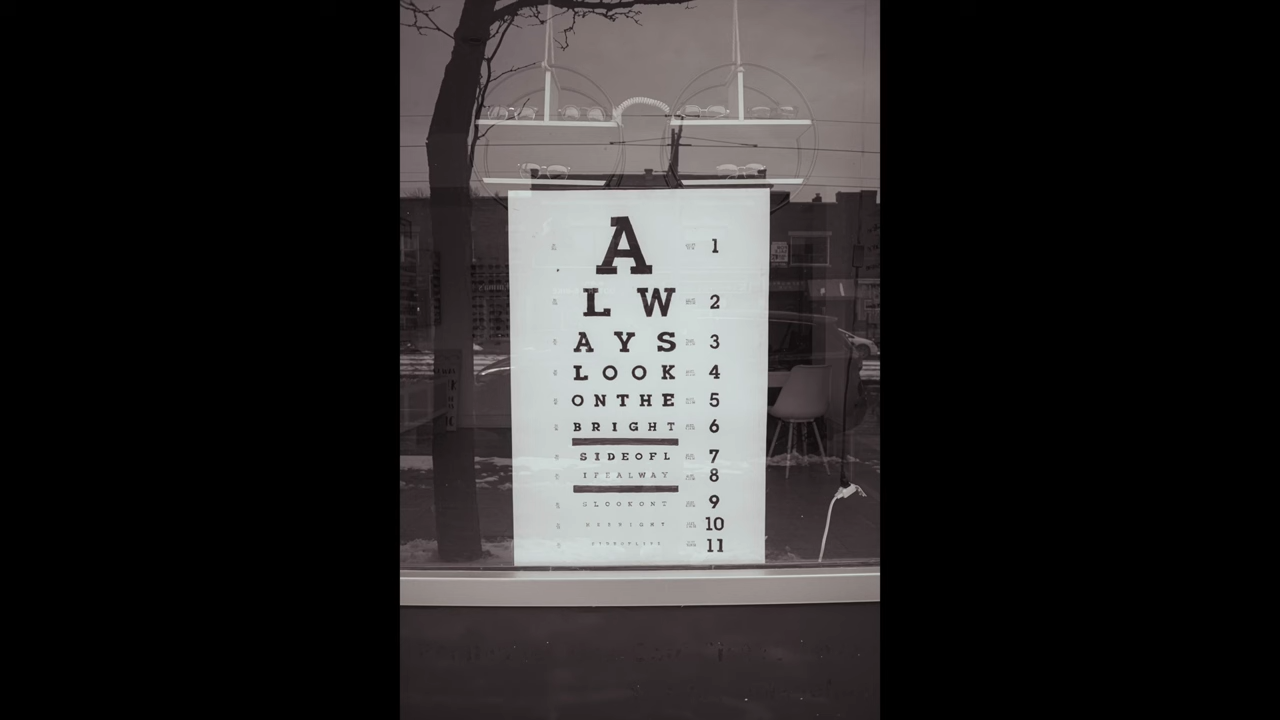 A 1
L W 2
A Y S 3
L O O K 4
O N T H E 5
B R I G H T 6
S I D E O F L 7
I F E A L W A Y 8
S L O O K O N T 9
10
11